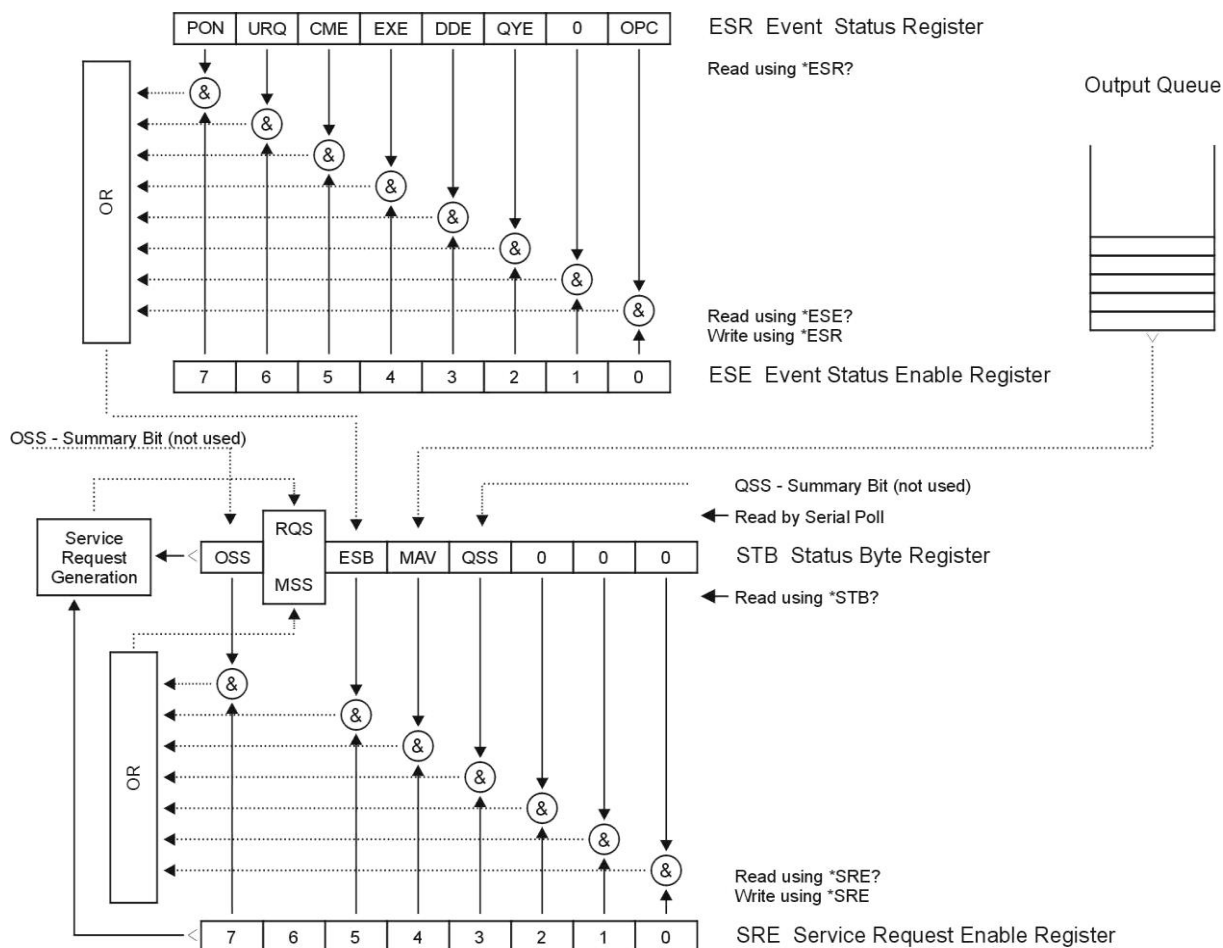 PON URQ CME EXE DDE QYE 0 OPC
ESR Event Status Register
Read using *ESR?
Output Queue
&
&
&
&
&
&
&
&
OR
Read using *ESE?
Write using *ESR
7 6 5 4 3 2 1 0
ESE Event Status Enable Register
OSS - Summary Bit (not used)
QSS - Summary Bit (not used)
Read by Serial Poll
Service
Request
Generation
OSS
RQS
MSS
ESB MAV QSS 0 0 0
STB Status Byte Register
Read using *STB?
&
&
&
&
&
&
&
OR
Read using *SRE?
Write using *SRE
7 6 5 4 3 2 1 0
SRE Service Request Enable Register